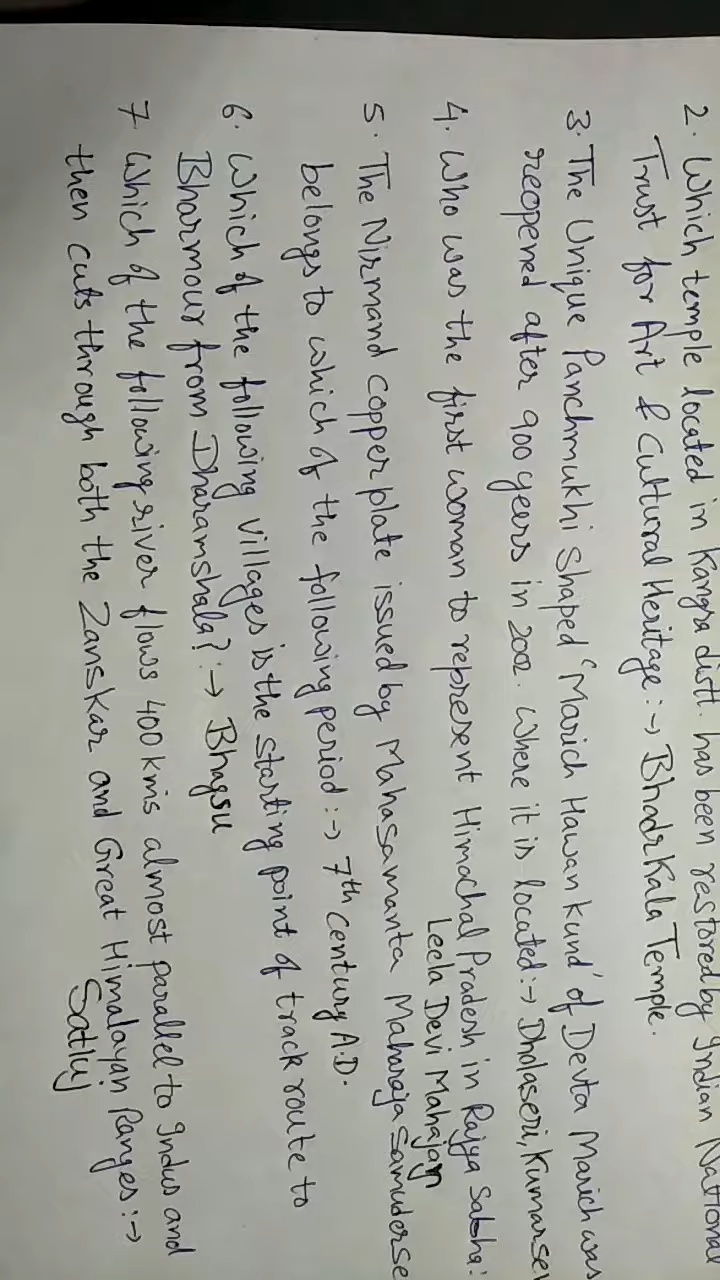 2. Which temple located in Kangra distt. has been restored by Indian National
Trust for Art & Cultural Heritage :→ BhadrKala Temple.
3. The Unique Panchmukhi Shaped 'Marich Hawan Kund' of Devta Marich was
reopened after 900 years in 2002. Where it is located :→ Dholaseri, Kumarse
4. Who was the first woman to represent Himachal Pradesh in Rajya Sabha:
Leela Devi Mahajan
5. The Nirmand Copper plate issued by Mahasamanta Maharaja Samuderse
belongs to which of the following period :→ 7th century A.D.
6. Which of the following villages is the starting point of track route to
Bharmour from Dharamshala? :→ Bhagsu
7. Which of the following river flows 400 kms almost parallel to Indus and
then cuts through both the Zanskar and Great Himalayan Ranges :→
Satluj